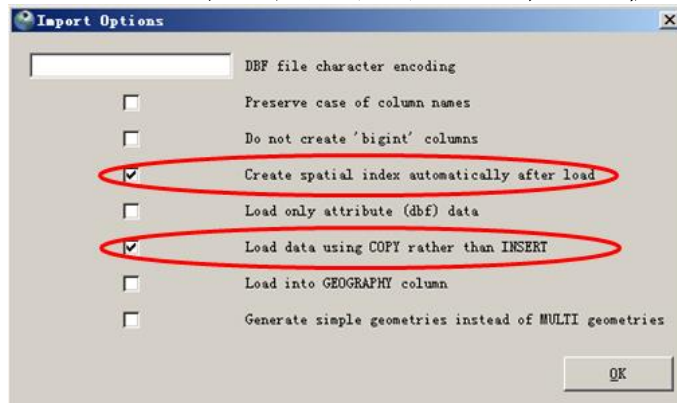 Import Options
DBF file character encoding
Preserve case of column names
Do not create 'bigint' columns
Create spatial index automatically after load
Load only attribute (dbf) data
Load data using COPY rather than INSERT
Load into GEOGRAPHY column
Generate simple geometries instead of MULTI geometries
OK